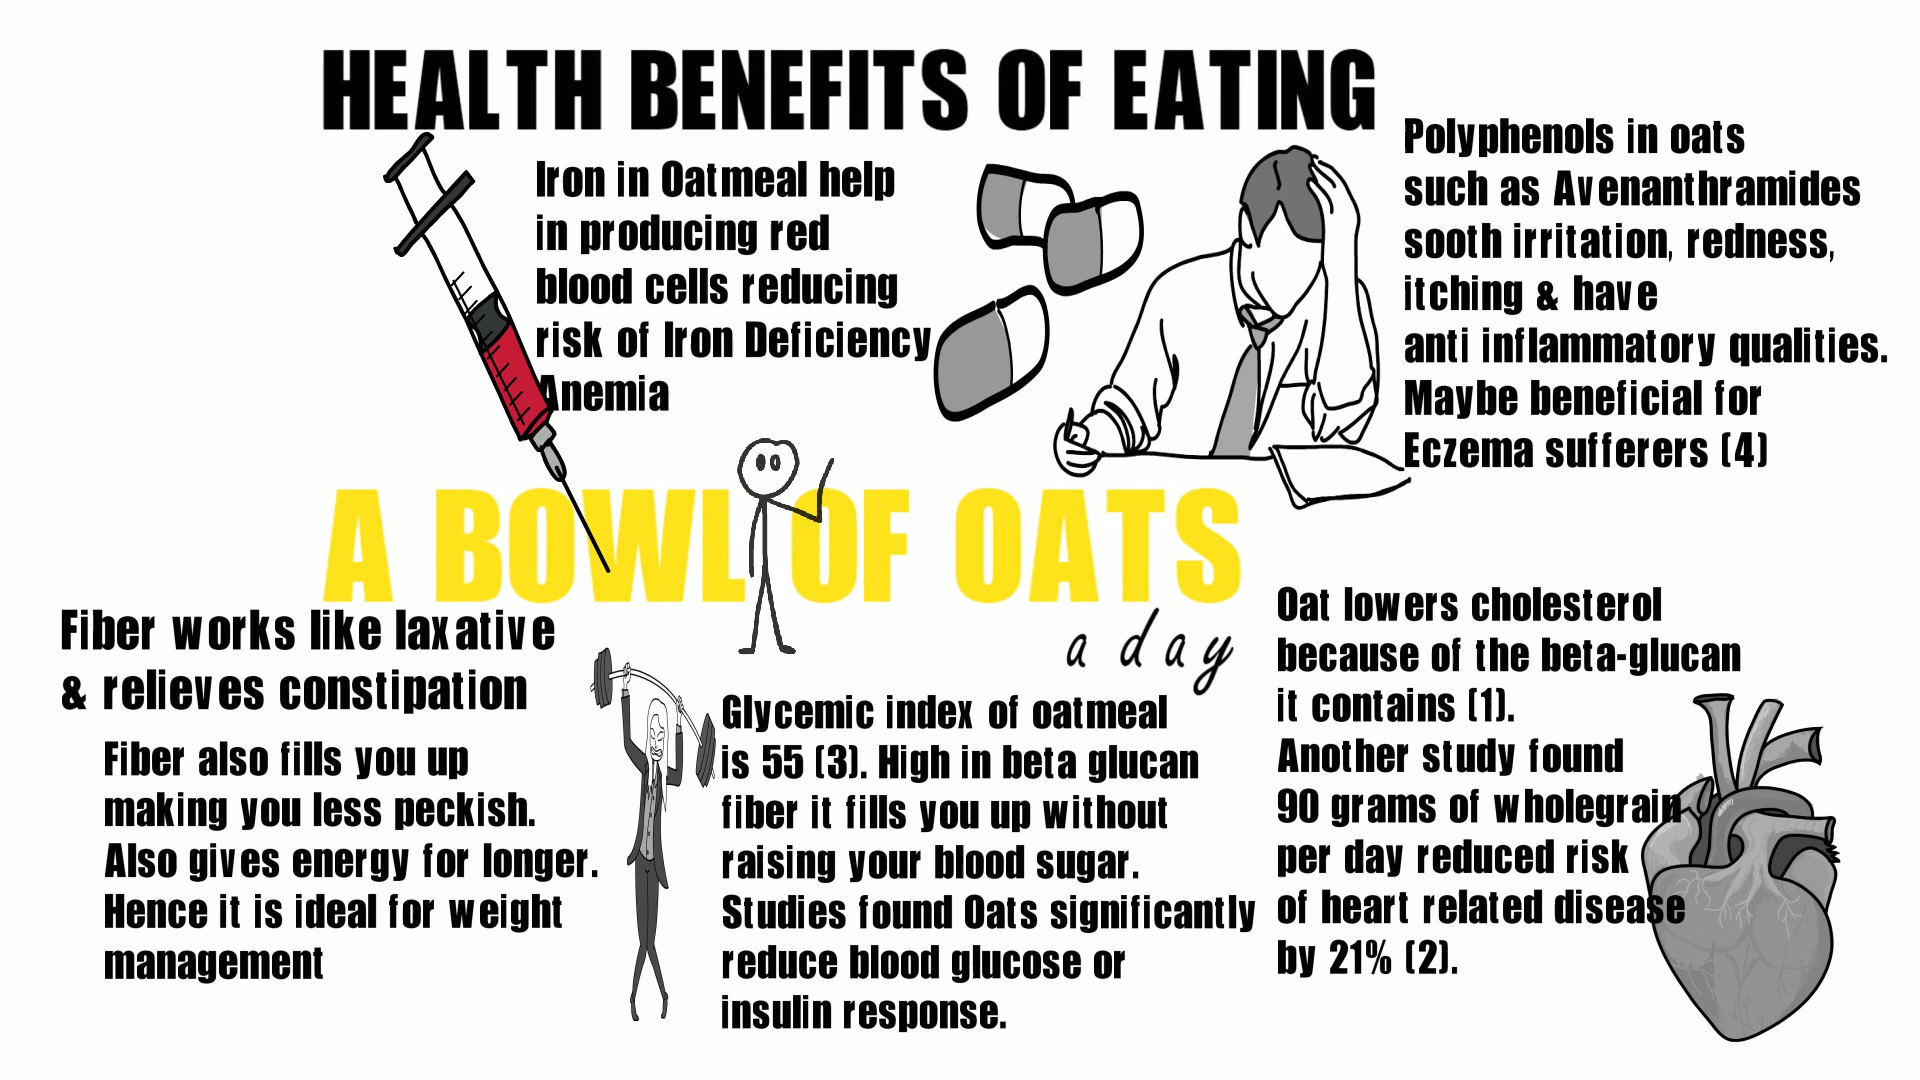 HEALTH BENEFITS OF EATING
Iron in Oatmeal help
in producing red
blood cells reducing
risk of Iron Deficiency
Anemia
Polyphenols in oats
such as Avenanthramides
sooth irritation, redness,
itching & have
anti inflammatory qualities.
Maybe beneficial for
Eczema sufferers (4)
A BOWL OF OATS
a day
Fiber works like laxative
& relieves constipation
Fiber also fills you up
making you less peckish.
Also gives energy for longer.
Hence it is ideal for weight
management
Glycemic index of oatmeal
is 55 (3). High in beta glucan
fiber it fills you up without
raising your blood sugar.
Studies found Oats significantly
reduce blood glucose or
insulin response.
Oat lowers cholesterol
because of the beta-glucan
it contains (1).
Another study found
90 grams of wholegrain
per day reduced risk
of heart related disease
by 21% (2).